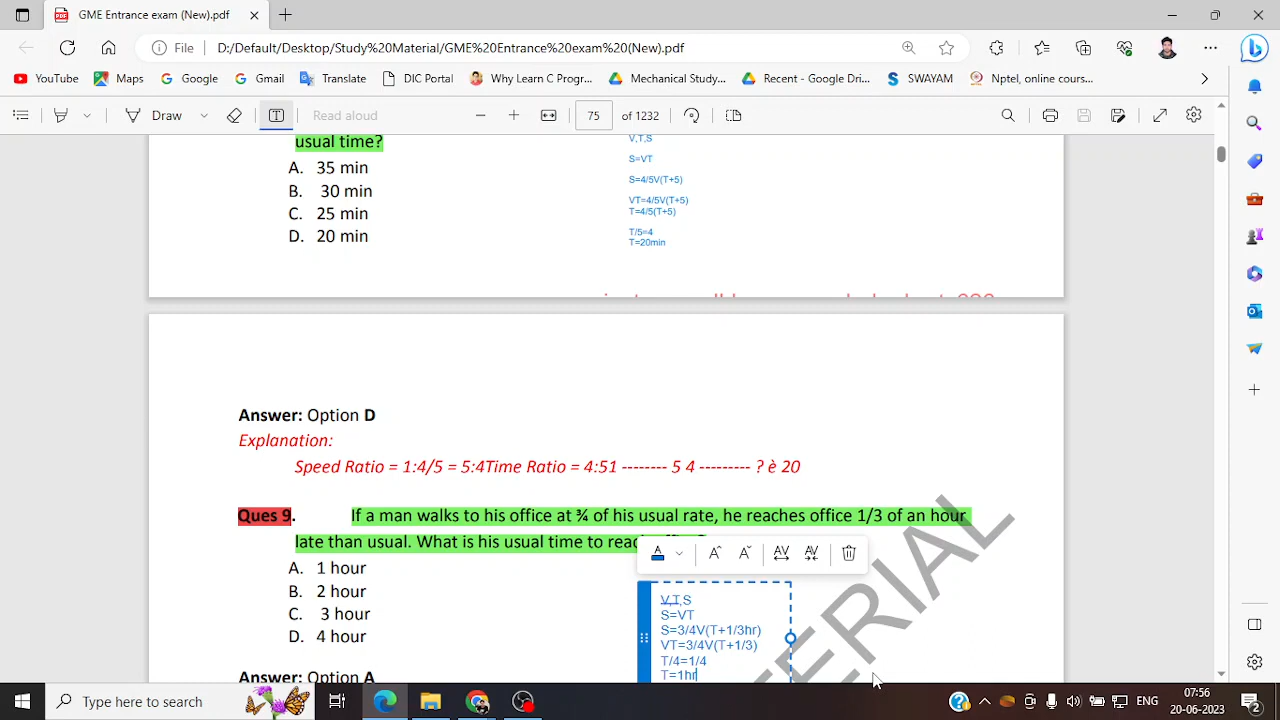 GME Entrance exam (New).pdf
File D:/Default/Desktop/Study%20Material/GME%20Entrance%20exam%20(New).pdf
YouTube Maps Google Gmail Translate DIC Portal Why Learn C Progr... Mechanical Study... Recent - Google Dri... SWAYAM Nptel, online cours...
Draw Read aloud 75 of 1232
usual time?
A. 35 min
B. 30 min
C. 25 min
D. 20 min
V,T,S
S=VT
S=4/5V(T+5)
VT=4/5V(T+5)
T=4/5(T+5)
T/5=4
T=20min
Answer: Option D
Explanation:
Speed Ratio = 1:4/5 = 5:4Time Ratio = 4:51 -------- 5 4 --------- ? è 20
Ques 9. If a man walks to his office at ¾ of his usual rate, he reaches office 1/3 of an hour
late than usual. What is his usual time to
A. 1 hour
B. 2 hour
C. 3 hour
D. 4 hour
V,T,S
S=VT
S=3/4V(T+1/3hr)
VT=3/4V(T+1/3)
T/4=1/4
T=1hr
Answer: Option A
TERIAL
Type here to search
ENG
07:56
20-06-2023
2